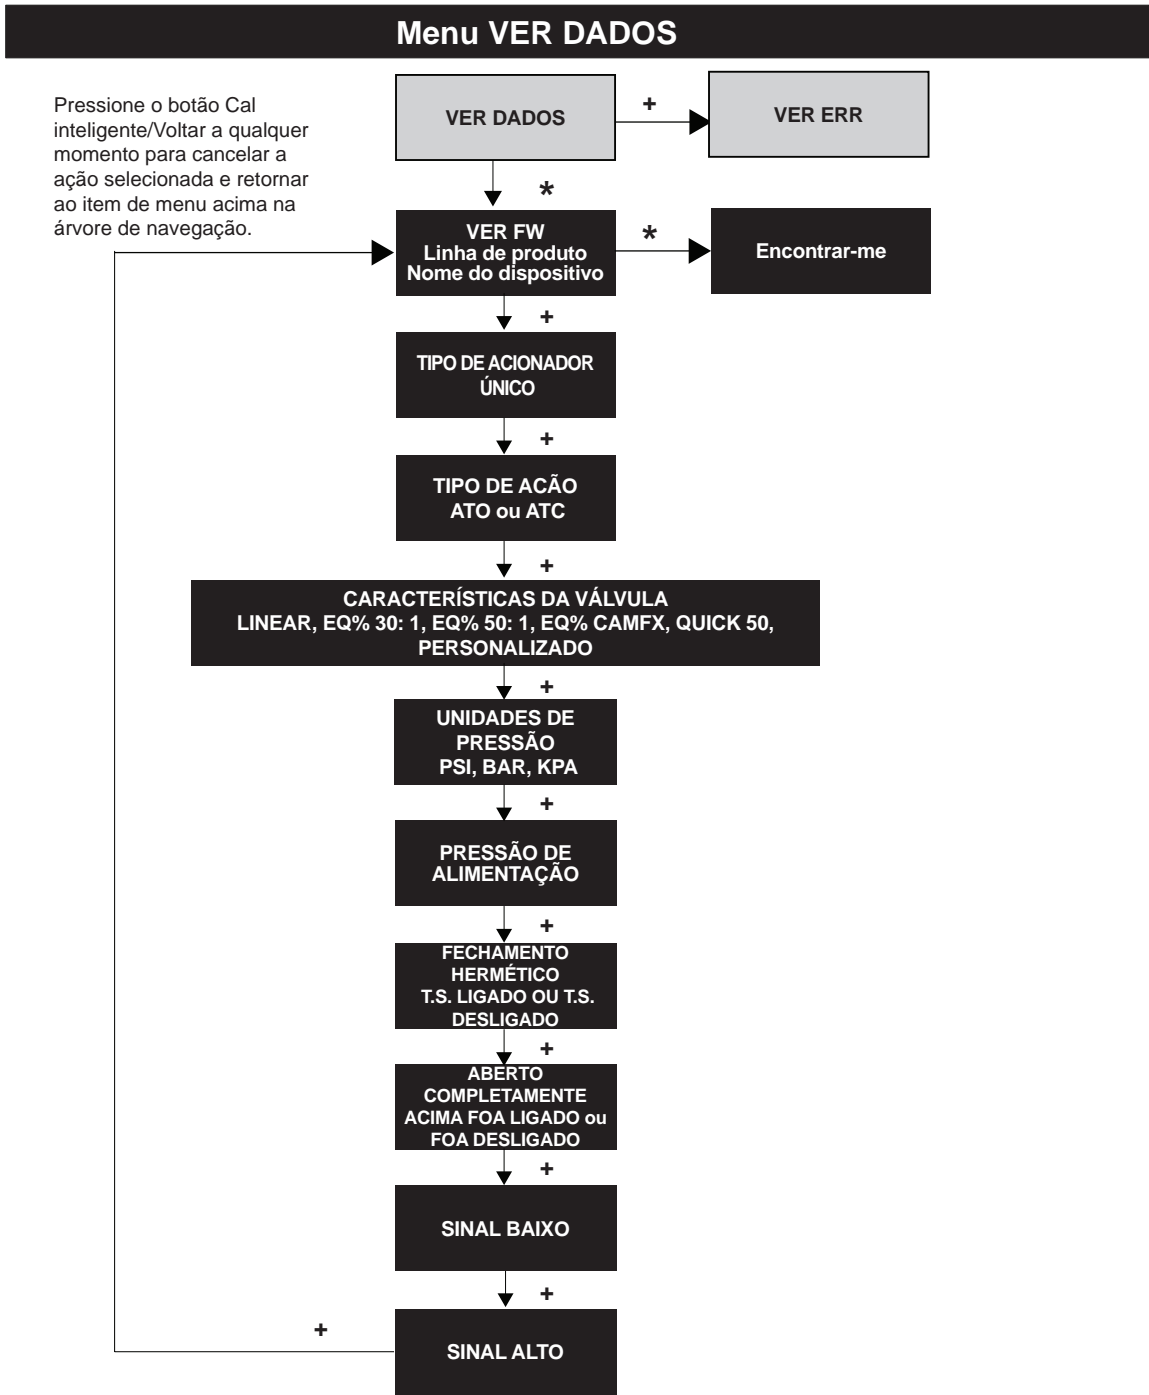 Menu VER DADOS
Pressione o botão Cal
inteligente/Voltar a qualquer
momento para cancelar a
ação selecionada e retornar
ao item de menu acima na
árvore de navegação.
VER DADOS
+
VER ERR
*
VER FW
Linha de produto
Nome do dispositivo
*
Encontrar-me
+
TIPO DE ACIONADOR
ÚNICO
+
TIPO DE ACÃO
ATO ou ATC
+
CARACTERÍSTICAS DA VÁLVULA
LINEAR, EQ% 30: 1, EQ% 50: 1, EQ% CAMFX, QUICK 50,
PERSONALIZADO
+
UNIDADES DE
PRESSÃO
PSI, BAR, KPA
+
PRESSÃO DE
ALIMENTAÇÃO
+
FECHAMENTO
HERMÉTICO
T.S. LIGADO OU T.S.
DESLIGADO
+
ABERTO
COMPLETAMENTE
ACIMA FOA LIGADO ou
FOA DESLIGADO
+
SINAL BAIXO
+
SINAL ALTO
+